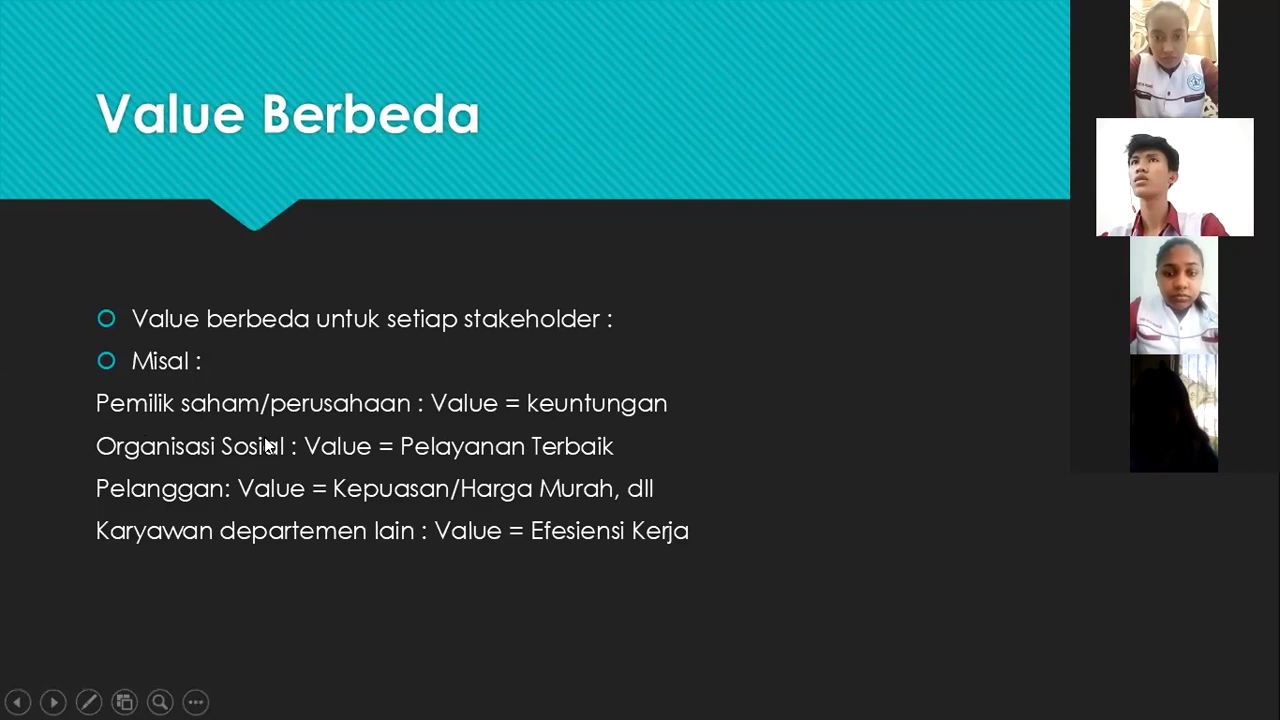 Value Berbeda
Value berbeda untuk setiap stakeholder :
Misal :
Pemilik saham/perusahaan : Value = keuntungan
Organisasi Sosial : Value = Pelayanan Terbaik
Pelanggan: Value = Kepuasan/Harga Murah, dll
Karyawan departemen lain : Value = Efesiensi Kerja